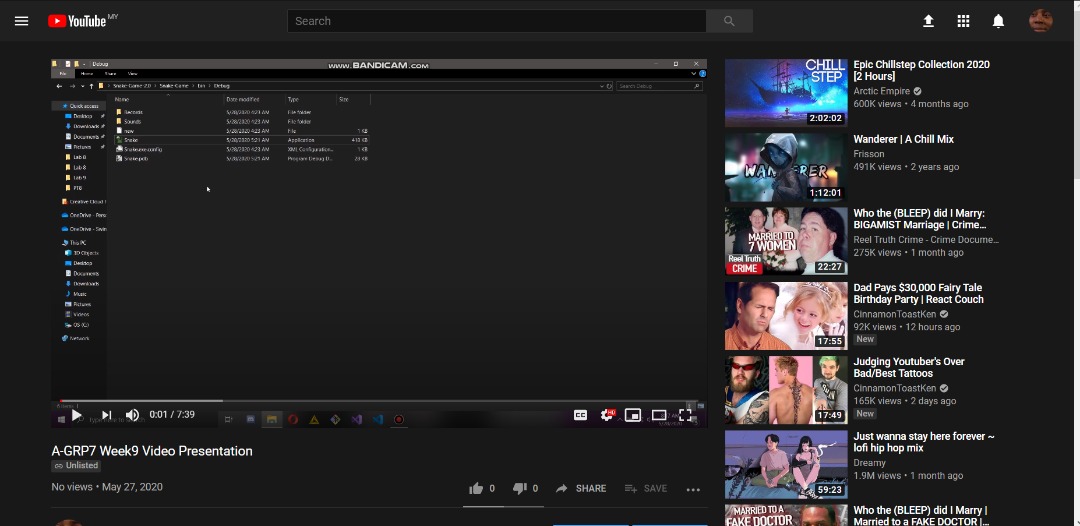 YouTube MY
Search
WWW.BANDICAM.COM
Debug
File Home Share View
Snake-Game-2.0 > Snake-Game > bin > Debug
Search Debug
Name Date modified Type Size
Quick access
Desktop
Downloads
Documents
Pictures
Lab 8
Lab 8
Lab 9
Creative Cloud
OneDrive - Pers
OneDrive - Swin
This PC
3D Objects
Desktop
Documents
Downloads
Music
Pictures
Videos
OS (C:)
Network
Records 5/28/2020 4:23 AM File folder
Sounds 5/28/2020 4:23 AM File folder
new 5/28/2020 4:23 AM File 1 KB
Snake 5/28/2020 5:21 AM Application 418 KB
Snake.exe.config 5/28/2020 4:23 AM XML Configuration... 1 KB
Snake.pdb 5/28/2020 5:21 AM Program Debug D...
0:01 / 7:39
CC
HD
A-GRP7 Week9 Video Presentation
Unlisted
No views • May 27, 2020
0 0 SHARE SAVE
CHILL
STEP
2:02:02
Epic Chillstep Collection 2020
[2 Hours]
Arctic Empire
600K views • 4 months ago
WANDERER
1:12:01
Wanderer | A Chill Mix
Frisson
491K views • 2 years ago
MARRIED TO
7 WOMEN
Reel Truth
CRIME
22:27
Who the (BLEEP) did I Marry:
BIGAMIST Marriage | Crime...
Reel Truth Crime - Crime Docume...
275K views • 1 month ago
17:55
Dad Pays $30,000 Fairy Tale
Birthday Party | React Couch
CinnamonToastKen
92K views • 12 hours ago
New
17:49
Judging Youtuber's Over
Bad/Best Tattoos
CinnamonToastKen
165K views • 2 days ago
New
59:23
Just wanna stay here forever ~
lofi hip hop mix
Dreamy
1.9M views • 1 month ago
MARRIED TO A
FAKE DOCTOR
Who the (BLEEP) did I Marry |
Married to a FAKE DOCTOR |...